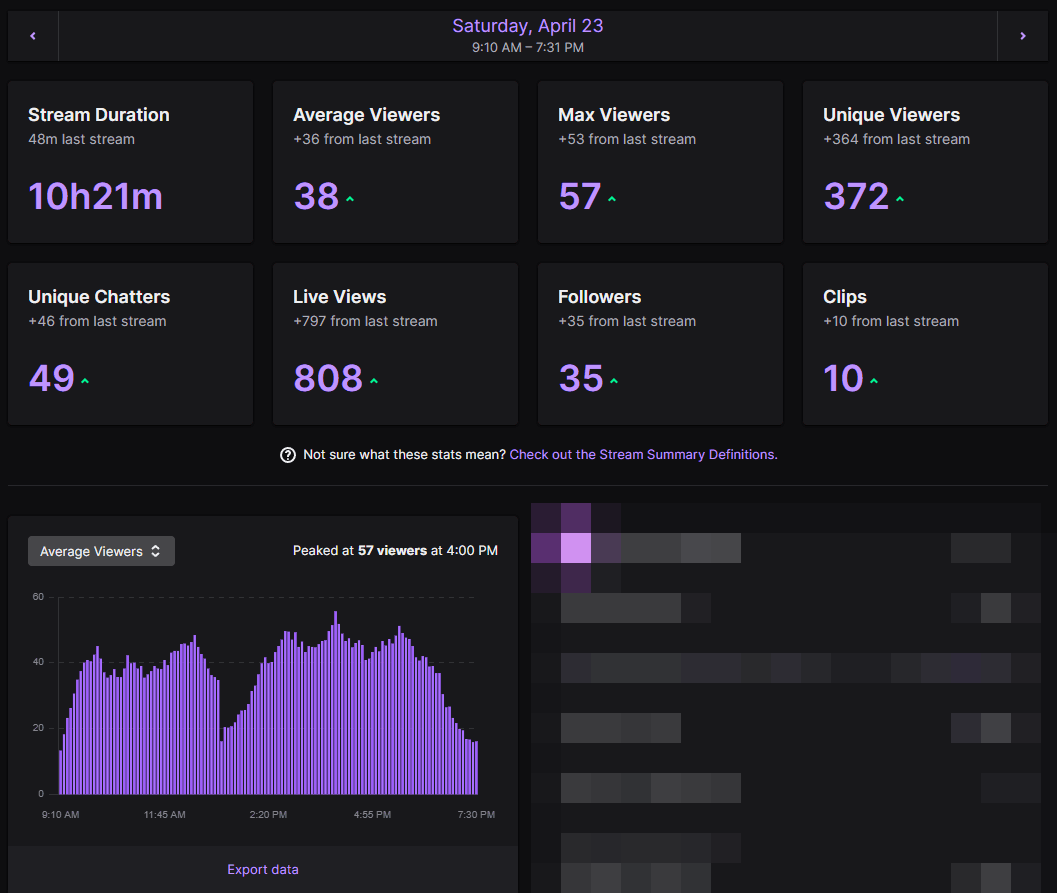 Saturday, April 23
9:10 AM – 7:31 PM
Stream Duration
48m last stream
10h21m
Average Viewers
+36 from last stream
38
Max Viewers
+53 from last stream
57
Unique Viewers
+364 from last stream
372
Unique Chatters
+46 from last stream
49
Live Views
+797 from last stream
808
Followers
+35 from last stream
35
Clips
+10 from last stream
10
Not sure what these stats mean? Check out the Stream Summary Definitions.
Average Viewers
Peaked at 57 viewers at 4:00 PM
60
40
20
0
9:10 AM 11:45 AM 2:20 PM 4:55 PM 7:30 PM
Export data